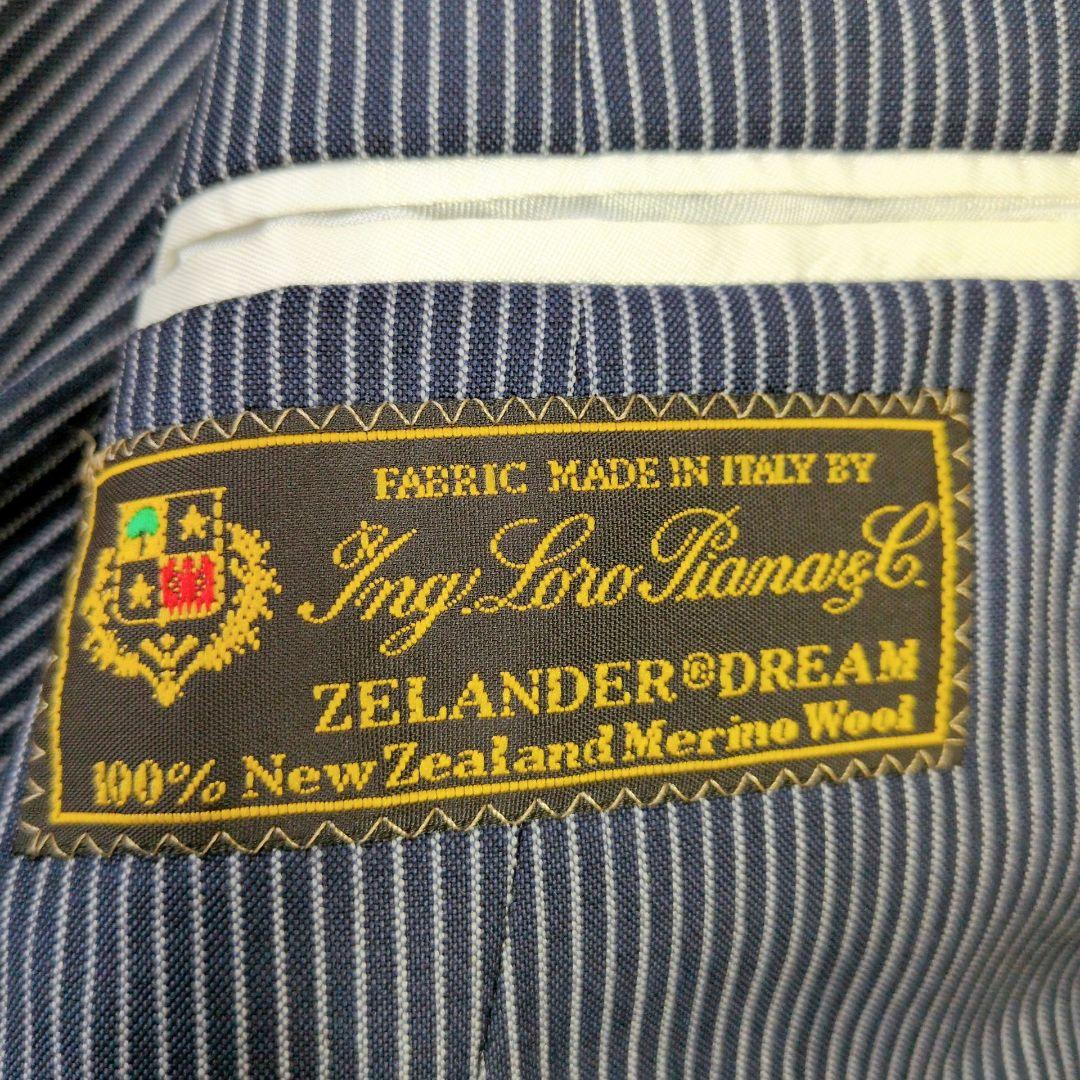 FABRIC MADE IN ITALY BY
Ing. Loro Piana & C.
ZELANDER®DREAM
100% New Zealand Merino Wool